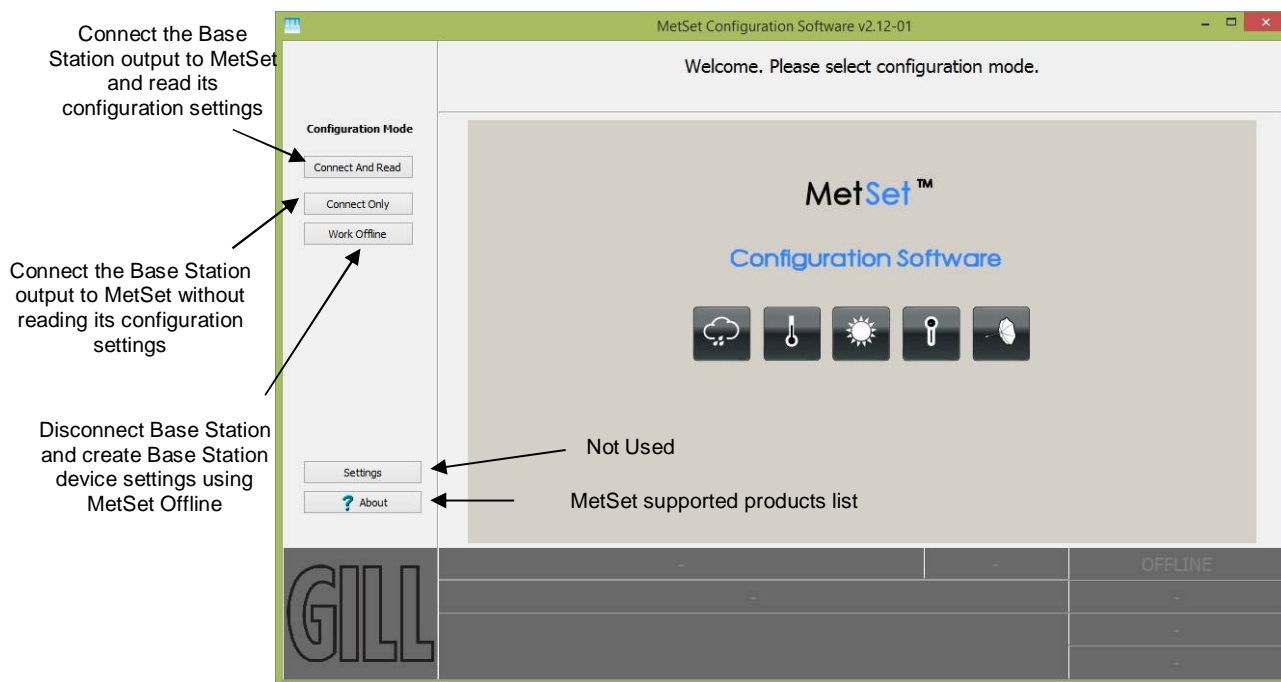 Connect the Base
Station output to MetSet
and read its
configuration settings
Connect the Base Station
output to MetSet without
reading its configuration
settings
Disconnect Base Station
and create Base Station
device settings using
MetSet Offline
MetSet Configuration Software v2.12-01
Welcome. Please select configuration mode.
Configuration Mode
Connect And Read
Connect Only
Work Offline
MetSet™
Configuration Software
Settings
Not Used
? About
MetSet supported products list
GILL
-
-
OFFLINE
-
-
-
-